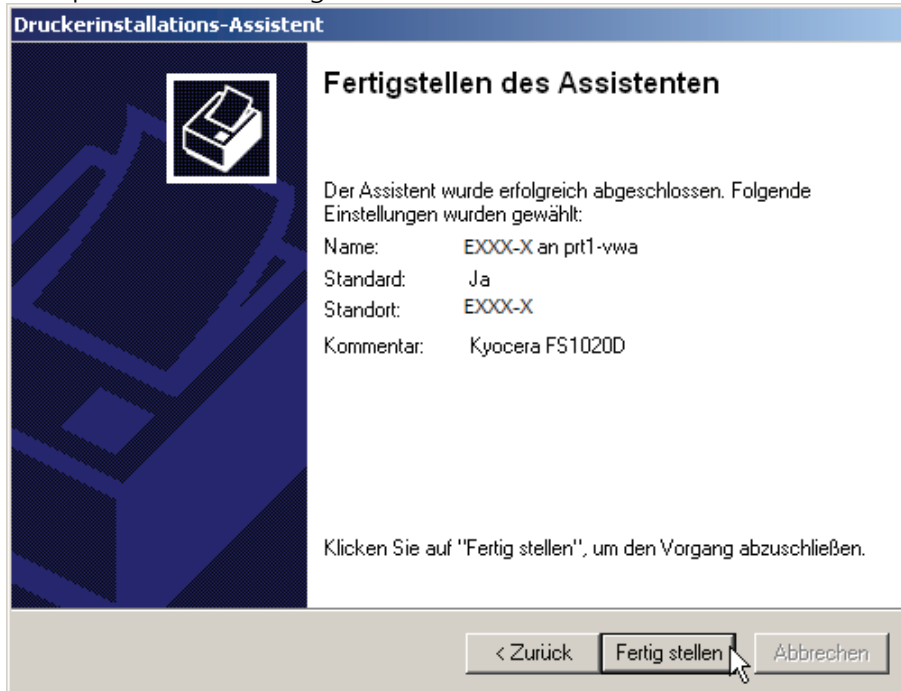 Druckerinstallations-Assistent
Fertigstellen des Assistenten
Der Assistent wurde erfolgreich abgeschlossen. Folgende
Einstellungen wurden gewählt:
Name: EXXX-X an prt1-vwa
Standard: Ja
Standort: EXXX-X
Kommentar: Kyocera FS1020D
Klicken Sie auf "Fertig stellen", um den Vorgang abzuschließen.
< Zurück Fertig stellen Abbrechen